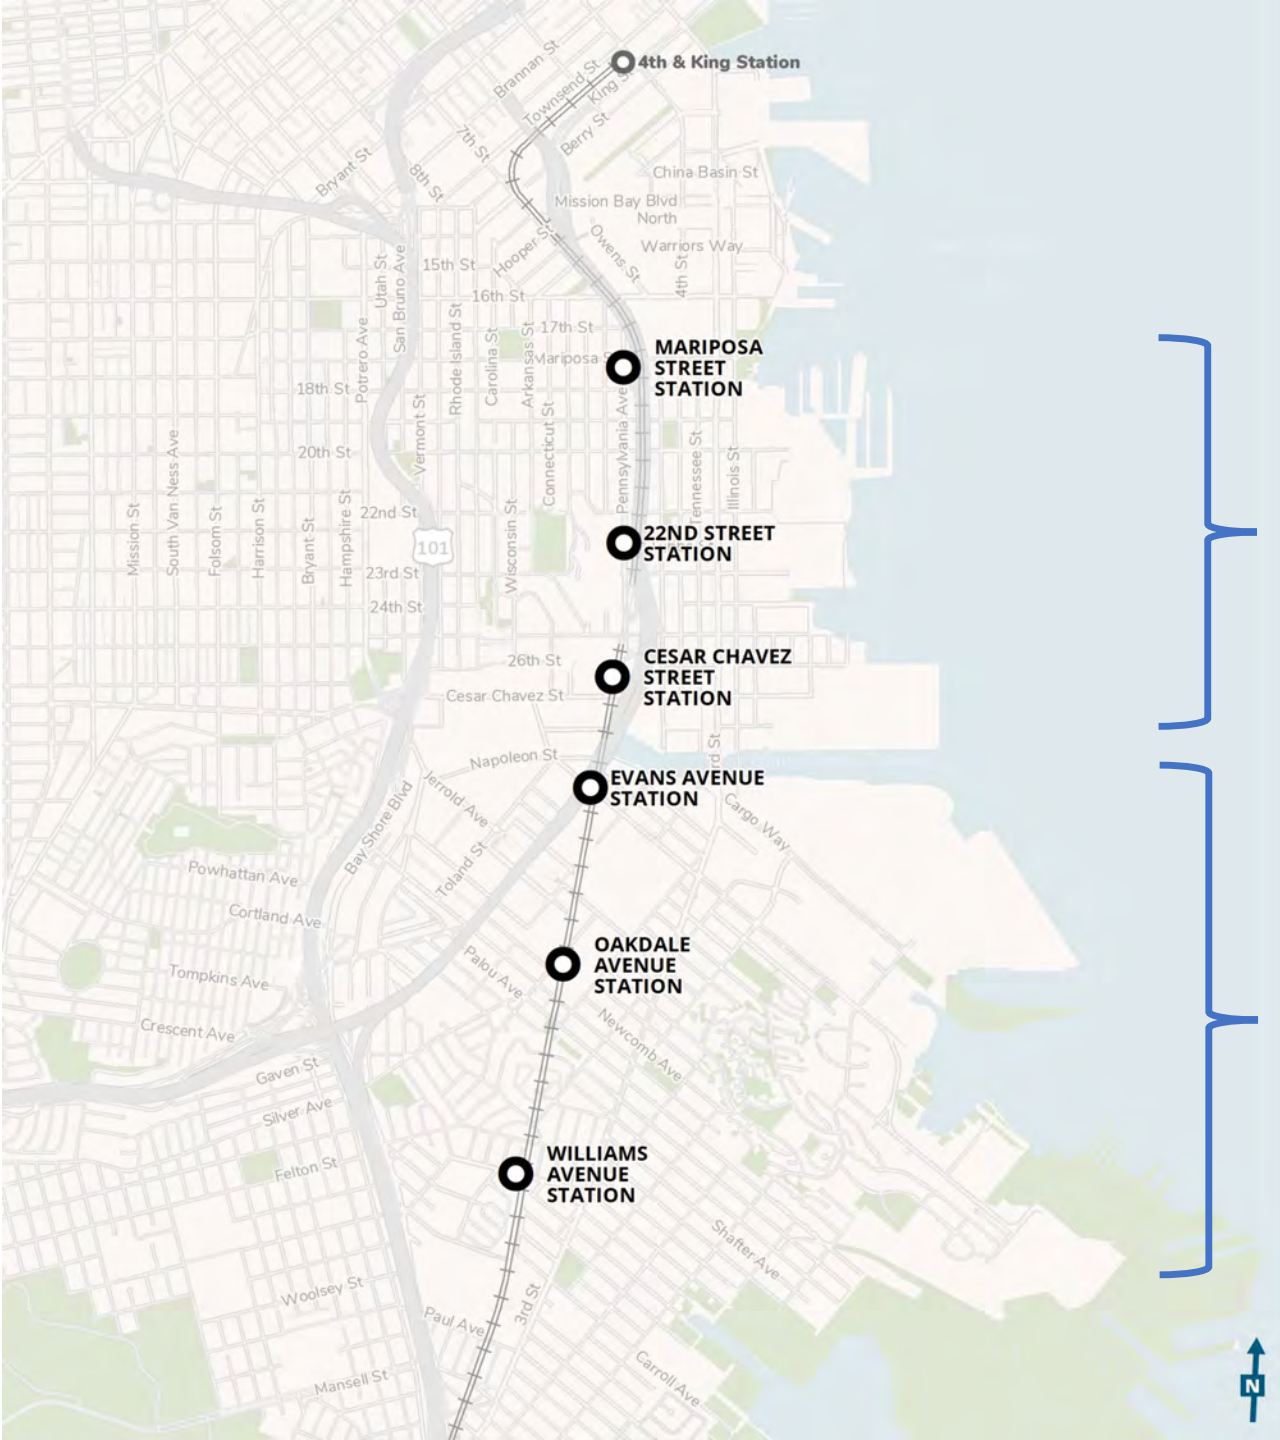 4th & King Station
Brannan St
Townsend St
King St
Berry St
7th St
8th St
Bryant St
China Basin St
Mission Bay Blvd
North
Warriors Way
Owens St
4th St
Hooper S
15th St
16th St
17th St
Mariposa S
Utah St
San Bruno Ave
Potrero Ave
Rhode Island St
Carolina St
Arkansas St
Connecticut St
Vermont St
MARIPOSA
STREET
STATION
18th St
20th St
22nd St
23rd St
24th St
Pennsylvania Ave
Tennessee St
Illinois St
Mission St
South Van Ness Ave
Folsom St
Harrison St
Bryant St
Hampshire St
Wisconsin St
101
22ND STREET
STATION
26th St
Cesar Chavez St
CESAR CHAVEZ
STREET
STATION
Napoleon St
3rd St
EVANS AVENUE
STATION
Jerrold Ave
Bay Shore Blvd
Toland St
Cargo Way
Powhattan Ave
Cortland Ave
Tompkins Ave
Crescent Ave
Palou Ave
OAKDALE
AVENUE
STATION
Newcomb Ave
Gaven St
Silver Ave
Felton St
WILLIAMS
AVENUE
STATION
Shafter Ave
Woolsey St
Paul Ave
3rd St
Mansell St
Carroll Ave
N